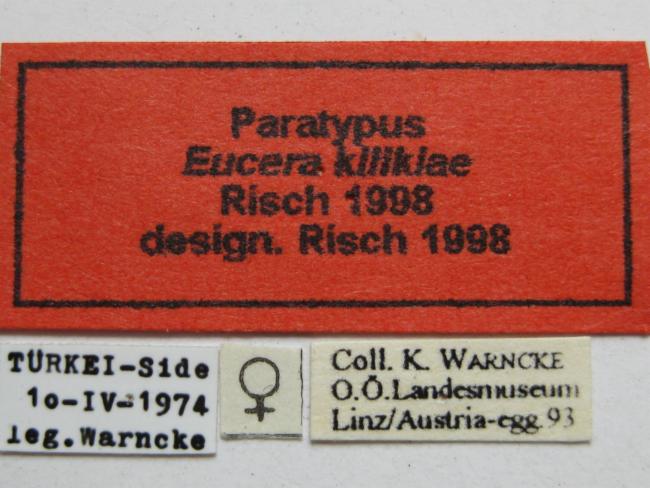 Paratypus
Eucera kilikiae
Risch 1998
design. Risch 1998
TÜRKEI-Side
1o-IV-1974
leg.Warncke
♀
Coll. K. WARNCKE
O.Ö.Landesmuseum
Linz/Austria-egg.93